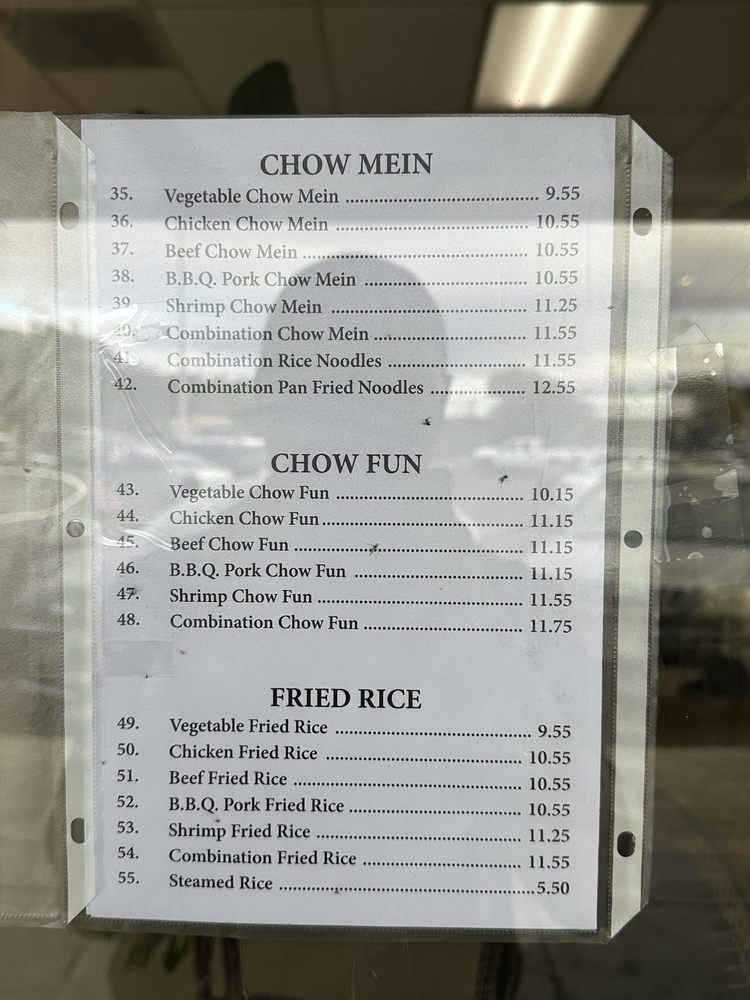 CHOW MEIN
35. Vegetable Chow Mein ........................................ 9.55
36. Chicken Chow Mein ........................................ 10.55
37. Beef Chow Mein ........................................ 10.55
38. B.B.Q. Pork Chow Mein ........................................ 10.55
39. Shrimp Chow Mein ........................................ 11.25
40. Combination Chow Mein ........................................ 11.55
41. Combination Rice Noodles ........................................ 11.55
42. Combination Pan Fried Noodles .................... 12.55
CHOW FUN
43. Vegetable Chow Fun ........................................ 10.15
44. Chicken Chow Fun ........................................ 11.15
45. Beef Chow Fun ........................................ 11.15
46. B.B.Q. Pork Chow Fun ........................................ 11.15
47. Shrimp Chow Fun ........................................ 11.55
48. Combination Chow Fun ........................................ 11.75
FRIED RICE
49. Vegetable Fried Rice ........................................ 9.55
50. Chicken Fried Rice ........................................ 10.55
51. Beef Fried Rice ........................................ 10.55
52. B.B.Q. Pork Fried Rice ........................................ 10.55
53. Shrimp Fried Rice ........................................ 11.25
54. Combination Fried Rice ........................................ 11.55
55. Steamed Rice ........................................ 5.50